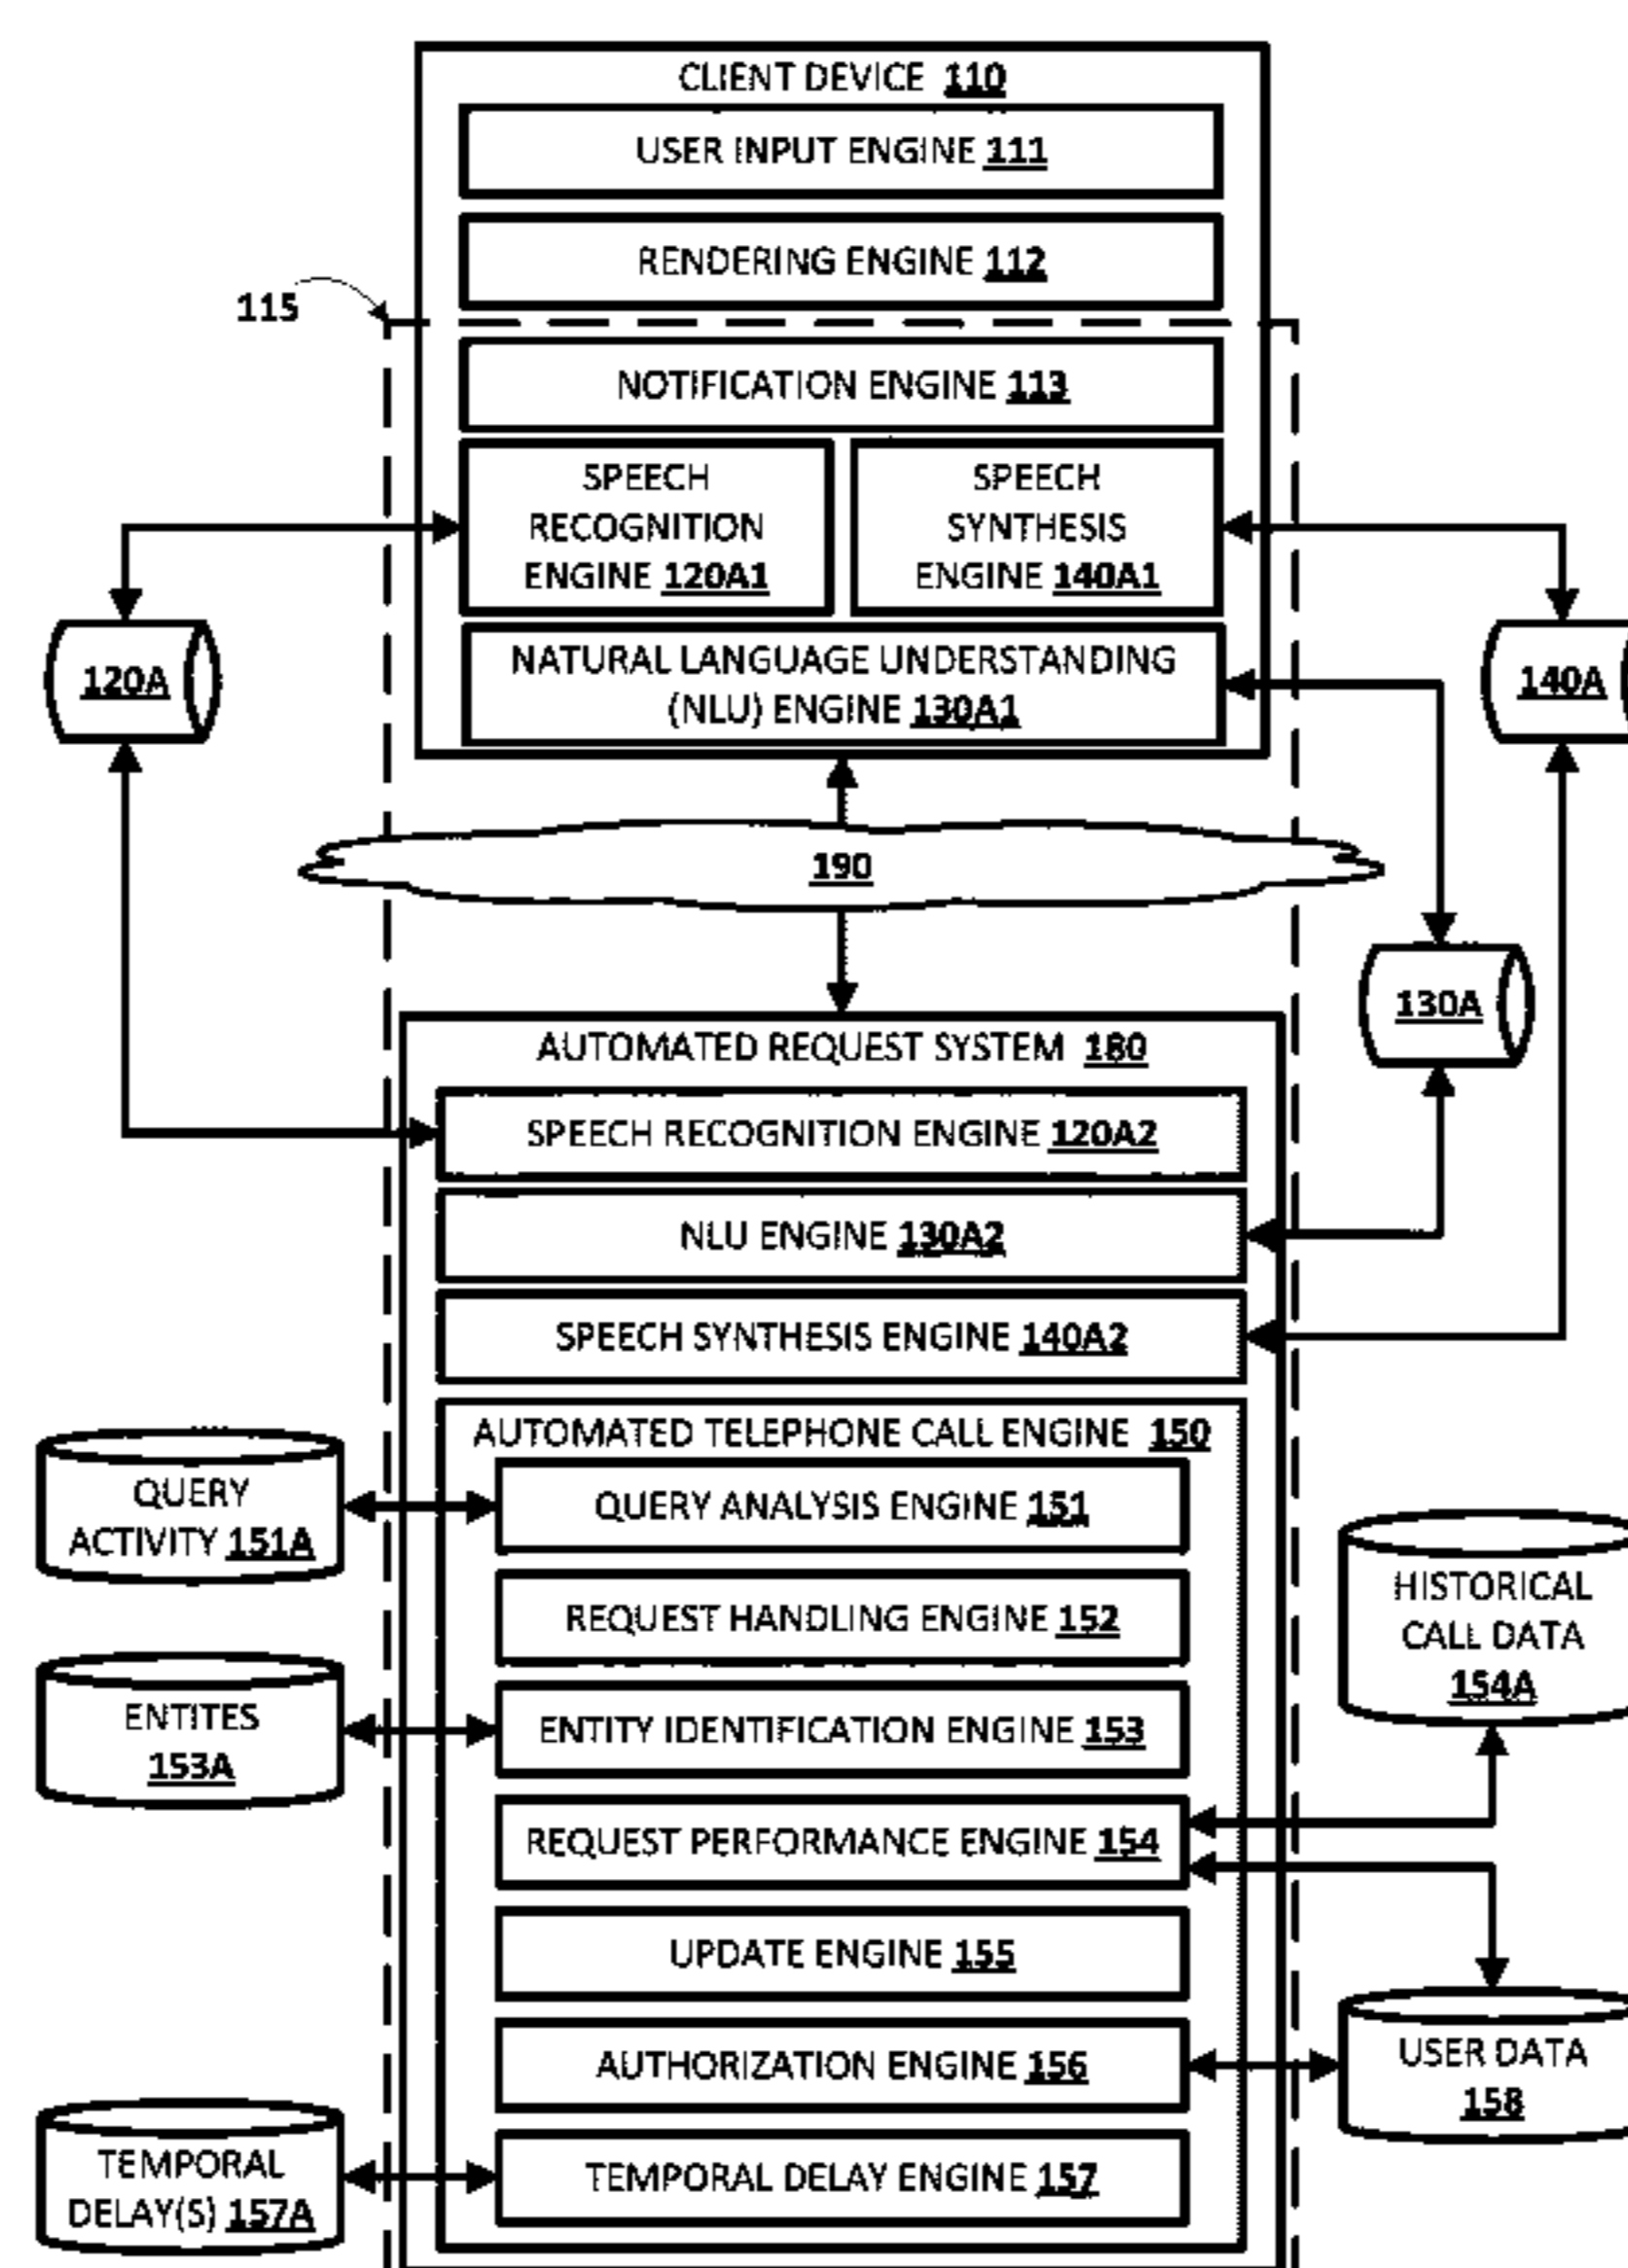 CLIENT DEVICE 110
USER INPUT ENGINE 111
RENDERING ENGINE 112
115
NOTIFICATION ENGINE 113
SPEECH
RECOGNITION
ENGINE 120A1
SPEECH
SYNTHESIS
ENGINE 140A1
NATURAL LANGUAGE UNDERSTANDING
(NLU) ENGINE 130A1
120A
140A
190
130A
AUTOMATED REQUEST SYSTEM 180
SPEECH RECOGNITION ENGINE 120A2
NLU ENGINE 130A2
SPEECH SYNTHESIS ENGINE 140A2
AUTOMATED TELEPHONE CALL ENGINE 150
QUERY
ACTIVITY 151A
QUERY ANALYSIS ENGINE 151
REQUEST HANDLING ENGINE 152
HISTORICAL
CALL DATA
154A
ENTITES
153A
ENTITY IDENTIFICATION ENGINE 153
REQUEST PERFORMANCE ENGINE 154
UPDATE ENGINE 155
AUTHORIZATION ENGINE 156
USER DATA
158
TEMPORAL
DELAY(S) 157A
TEMPORAL DELAY ENGINE 157